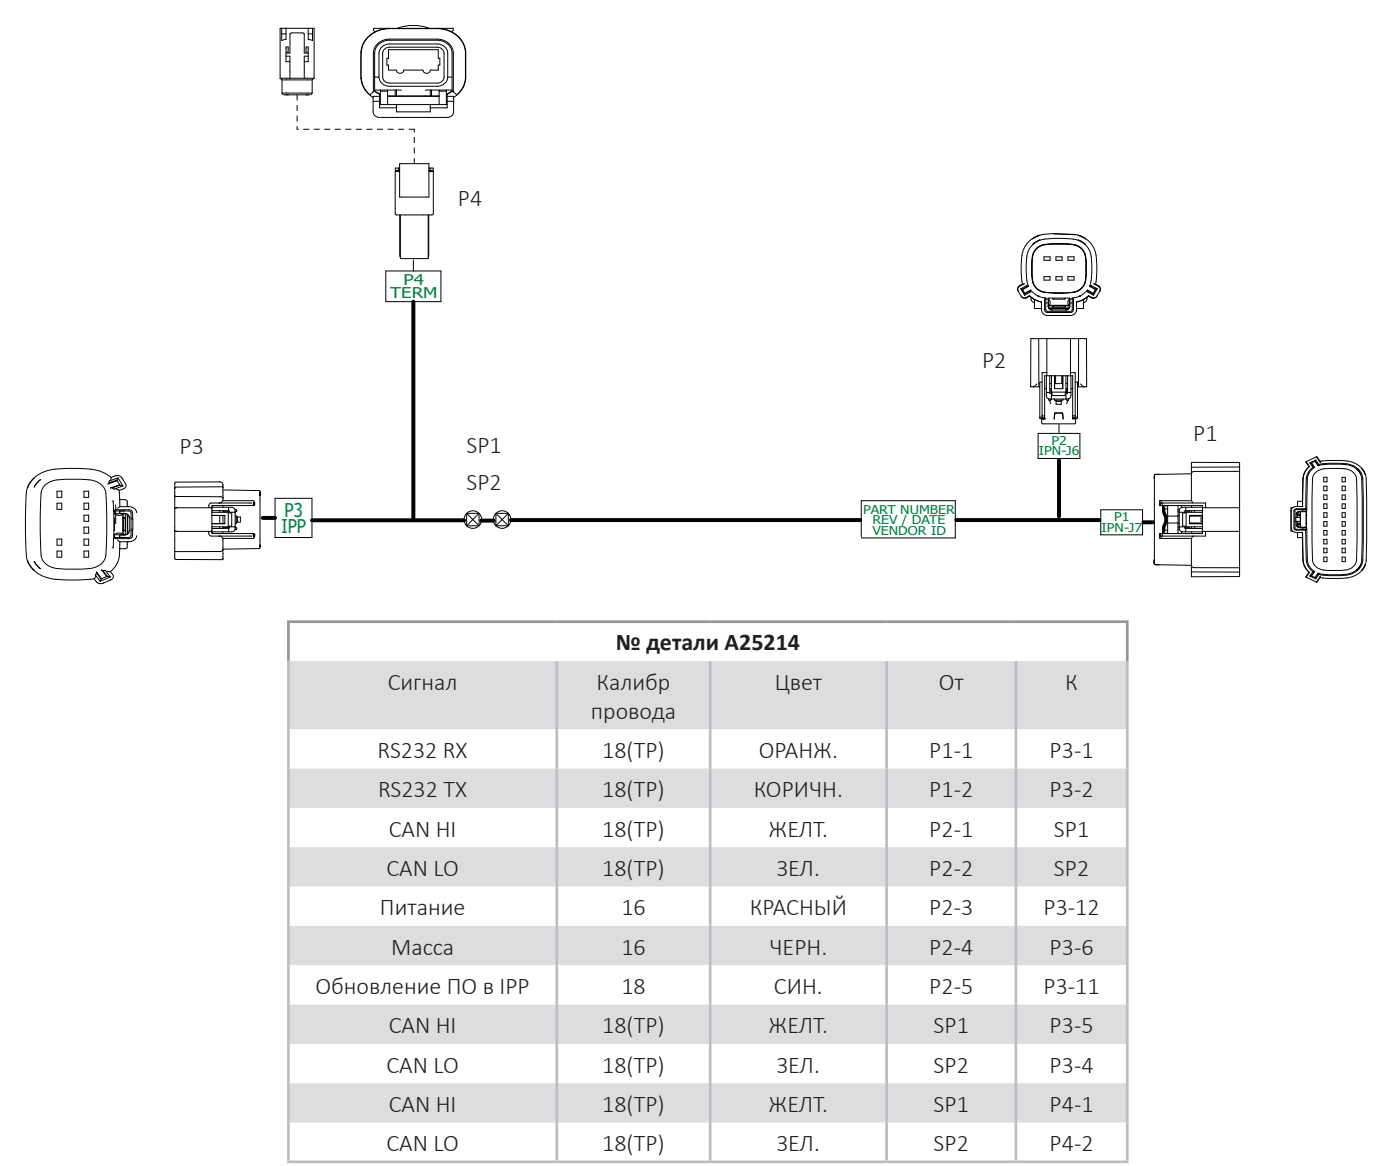 P4
P4
TERM
P2
P2
IPN-J6
P3
SP1
SP2
P1
P3
IPP
PART NUMBER
REV / DATE
VENDOR ID
P1
IPN-J7
№ детали A25214
Сигнал Калибр провода Цвет От К
RS232 RX 18(TP) ОРАНЖ. P1-1 P3-1
RS232 TX 18(TP) КОРИЧН. P1-2 P3-2
CAN HI 18(TP) ЖЕЛТ. P2-1 SP1
CAN LO 18(TP) ЗЕЛ. P2-2 SP2
Питание 16 КРАСНЫЙ P2-3 P3-12
Масса 16 ЧЕРН. P2-4 P3-6
Обновление ПО в IPP 18 СИН. P2-5 P3-11
CAN HI 18(TP) ЖЕЛТ. SP1 P3-5
CAN LO 18(TP) ЗЕЛ. SP2 P3-4
CAN HI 18(TP) ЖЕЛТ. SP1 P4-1
CAN LO 18(TP) ЗЕЛ. SP2 P4-2